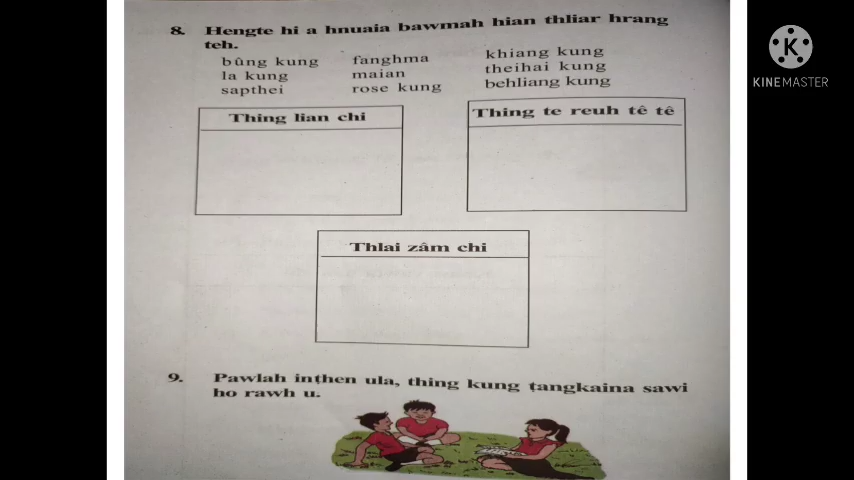 8. Hengte hi a hnuaia bawmah hian thliar hrang
teh.
bûng kung fanghma khiang kung
la kung maian theihai kung
sapthei rose kung behliang kung
Thing lian chi
Thing te reuh tê tê
Thlai zâm chi
9. Pawlah inṭhen ula, thing kung ṭangkaina sawi
ho rawh u.
K
KINEMASTER